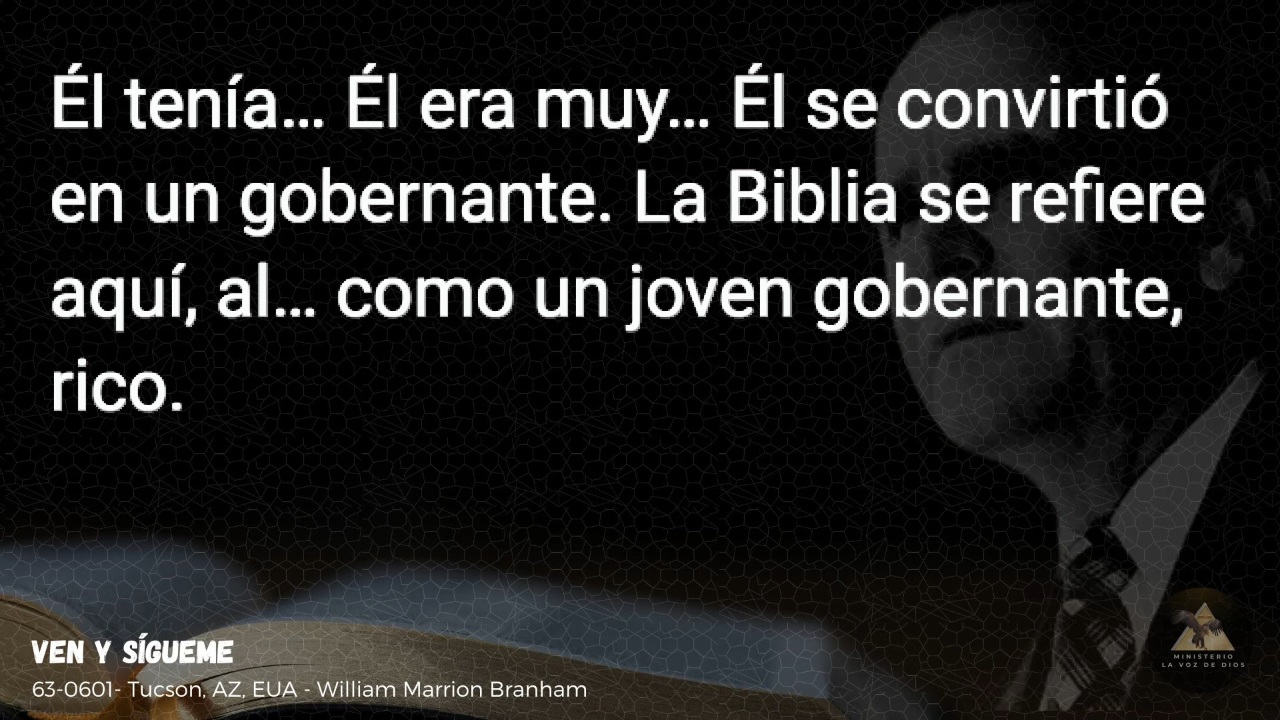 Él tenía... Él era muy... Él se convirtió
en un gobernante. La Biblia se refiere
aquí, al... como un joven gobernante,
rico.
VEN Y SÍGUEME
63-0601- Tucson, AZ, EUA - William Marrion Branham
MINISTERIO
LA VOZ DE DIOS